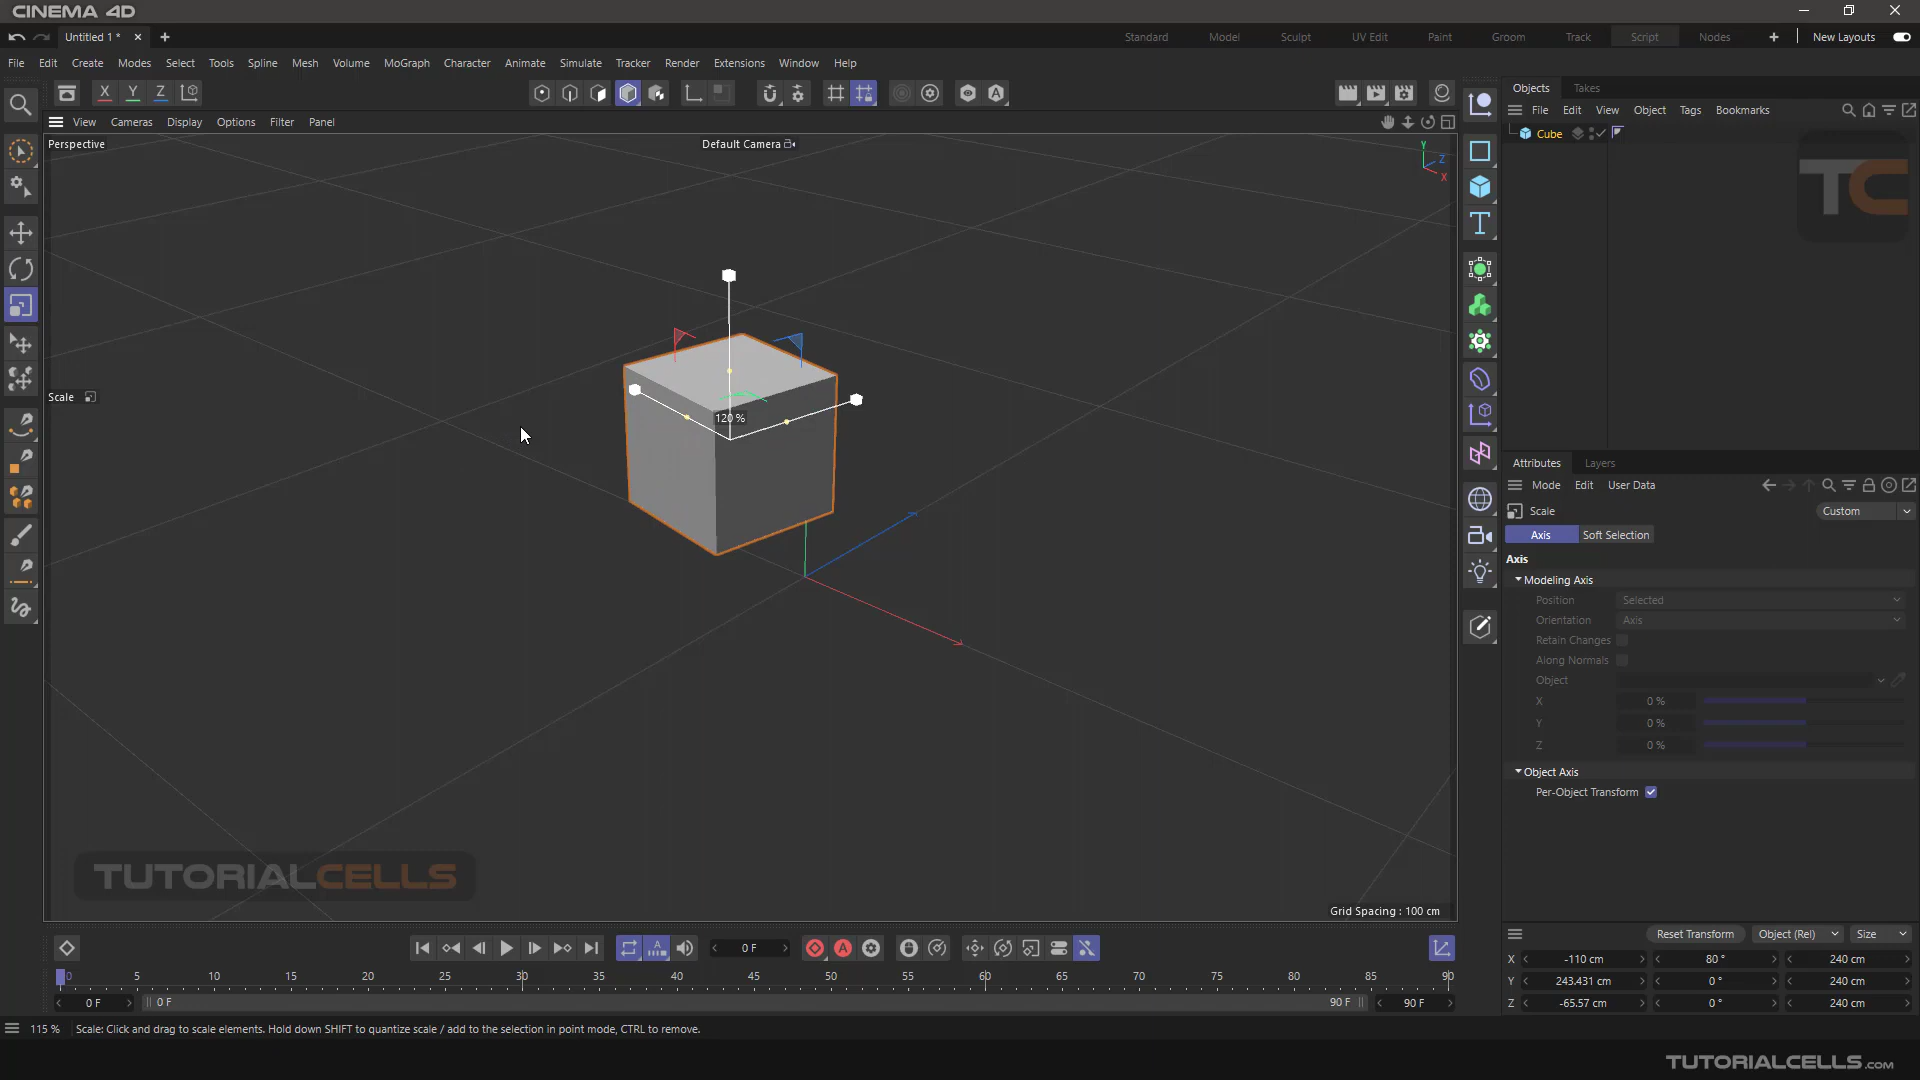 CINEMA 4D
Untitled 1 *
Standard Model Sculpt UV Edit Paint Groom Track Script Nodes New Layouts
File Edit Create Modes Select Tools Spline Mesh Volume MoGraph Character Animate Simulate Tracker Render Extensions Window Help
X Y Z
View Cameras Display Options Filter Panel
Perspective
Default Camera
Y
Z
X
Scale
120 %
TUTORIALCELLS
Grid Spacing : 100 cm
Objects Takes
File Edit View Object Tags Bookmarks
Cube
TC
Attributes Layers
Mode Edit User Data
Scale Custom
Axis Soft Selection
Axis
Modeling Axis
Position Selected
Orientation Axis
Retain Changes
Along Normals
Object
X 0 %
Y 0 %
Z 0 %
Object Axis
Per-Object Transform
0 F
0 5 10 15 20 25 30 35 40 45 50 55 60 65 70 75 80 85 90
0 F 0 F 90 F 90 F
Reset Transform Object (Rel) Size
X -110 cm 80 ° 240 cm
Y 243.431 cm 0 ° 240 cm
Z -65.57 cm 0 ° 240 cm
115 % Scale: Click and drag to scale elements. Hold down SHIFT to quantize scale / add to the selection in point mode, CTRL to remove.
TUTORIALCELLS.com